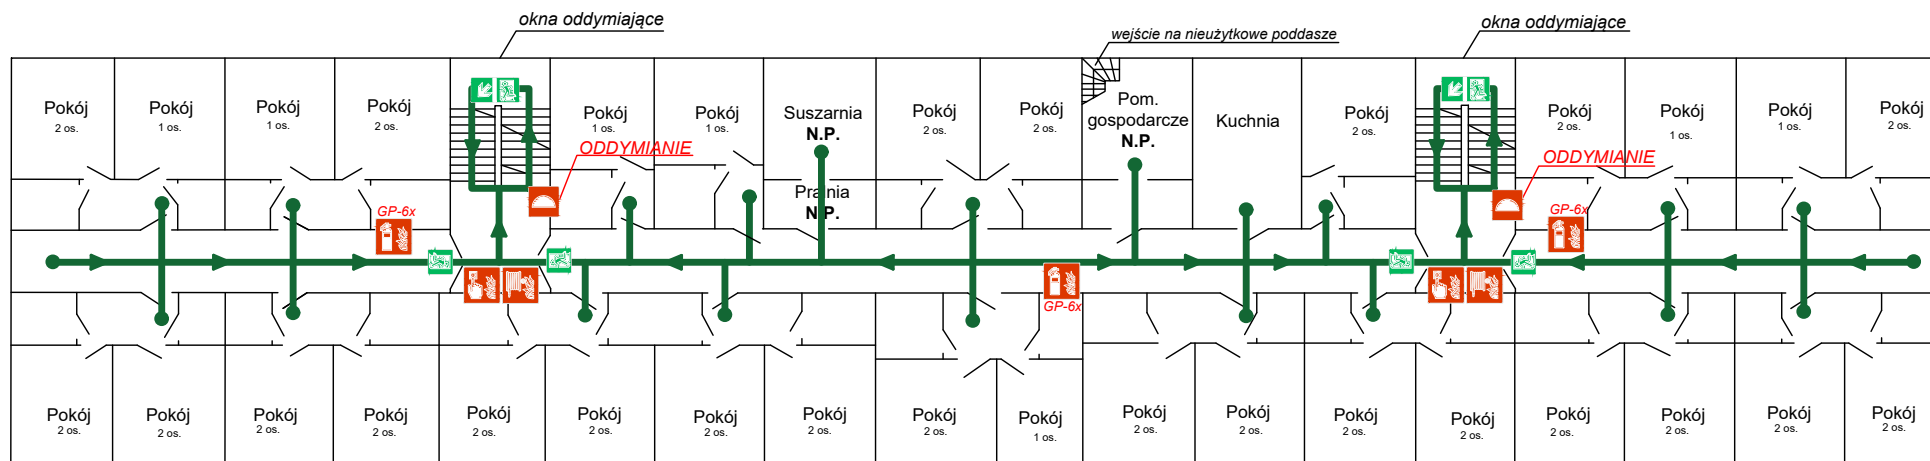 okna oddymiające
wejście na nieużytkowe poddasze
okna oddymiające
Pokój
2 os.
Pokój
1 os.
Pokój
1 os.
Pokój
2 os.
Pokój
1 os.
Pokój
1 os.
Suszarnia
N.P.
Pokój
2 os.
Pokój
2 os.
Pom.
gospodarcze
N.P.
Kuchnia
Pokój
2 os.
Pokój
2 os.
Pokój
1 os.
Pokój
1 os.
Pokój
2 os.
ODDYMIANIE
ODDYMIANIE
Pralnia
N.P.
GP-6x
GP-6x
GP-6x
Pokój
2 os.
Pokój
2 os.
Pokój
2 os.
Pokój
2 os.
Pokój
2 os.
Pokój
2 os.
Pokój
2 os.
Pokój
2 os.
Pokój
2 os.
Pokój
1 os.
Pokój
2 os.
Pokój
2 os.
Pokój
2 os.
Pokój
2 os.
Pokój
2 os.
Pokój
2 os.
Pokój
2 os.
Pokój
2 os.